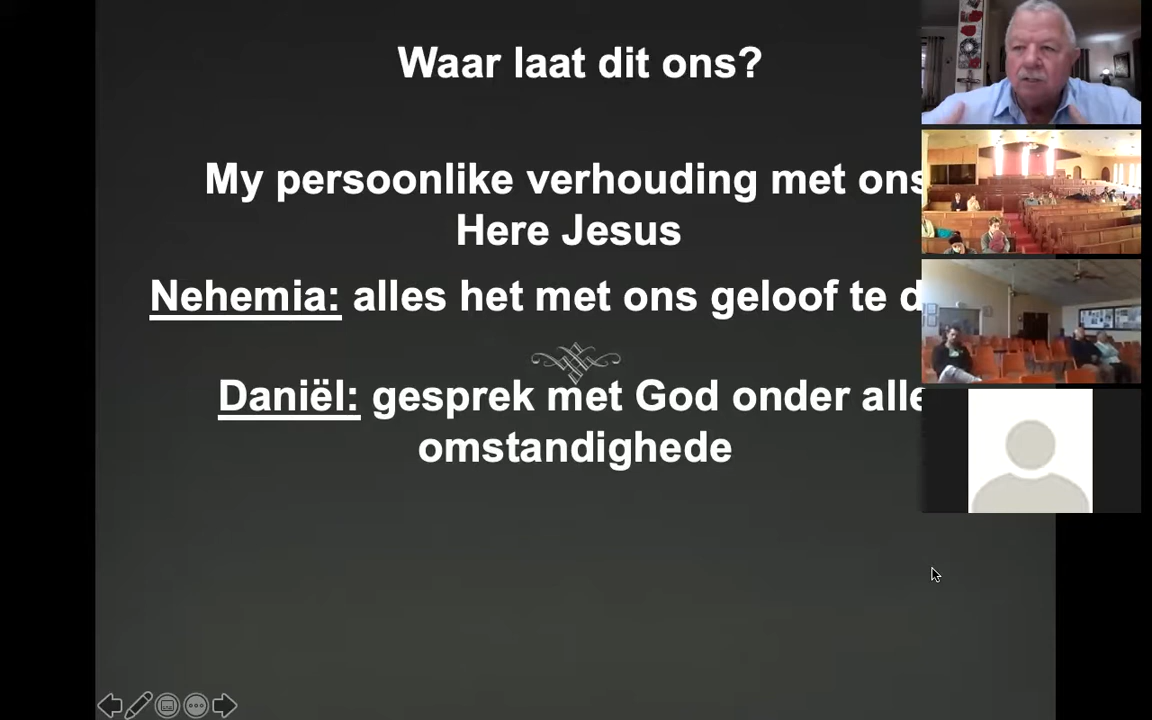 Waar laat dit ons?
My persoonlike verhouding met ons
Here Jesus
Nehemia: alles het met ons geloof te
Daniël: gesprek met God onder alle
omstandighede